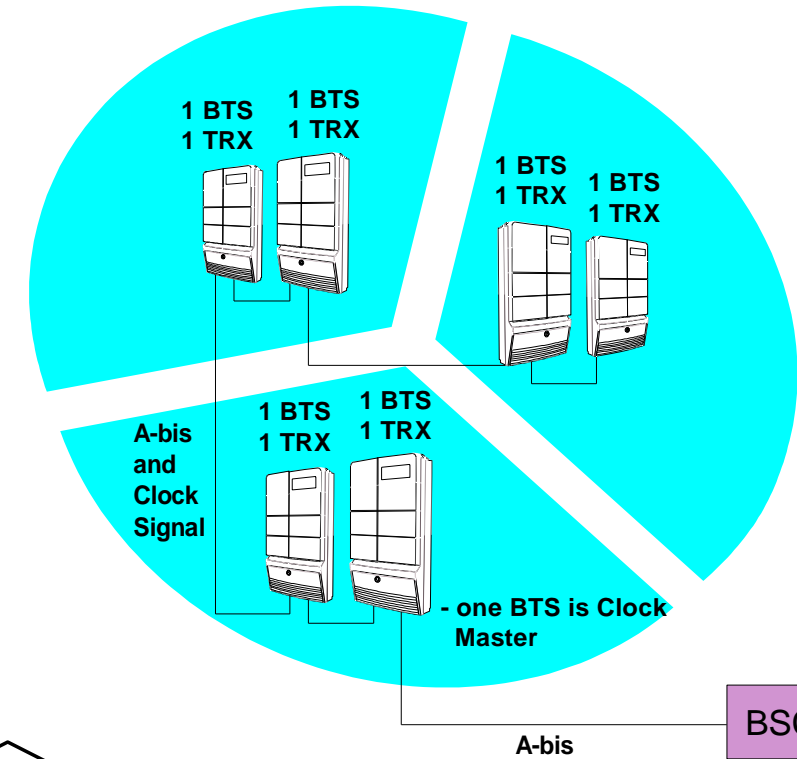 1 BTS
1 TRX
1 BTS
1 TRX
1 BTS
1 TRX
1 BTS
1 TRX
1 BTS
1 TRX
1 BTS
1 TRX
A-bis
and
Clock
Signal
- one BTS is Clock
Master
BSC
A-bis